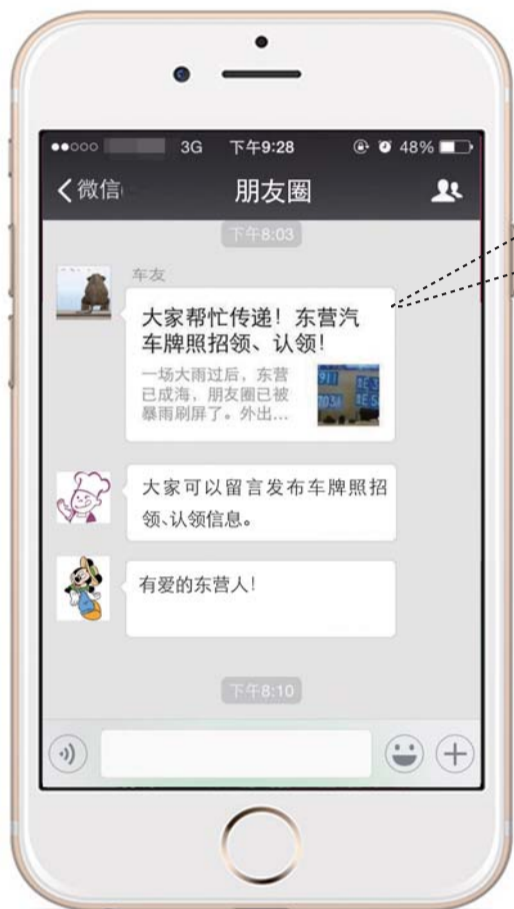 3G 下午9:28 48%
微信 朋友圈
下午8:03
车友
大家帮忙传递！东营汽
车牌照招领、认领！
一场大雨过后，东营
已成海，朋友圈已被
暴雨刷屏了。外出...
大家可以留言发布车牌照招
领、认领信息。
有爱的东营人！
下午8:10